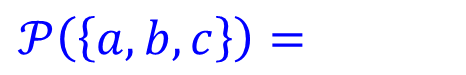 𝒫({a, b, c}) =